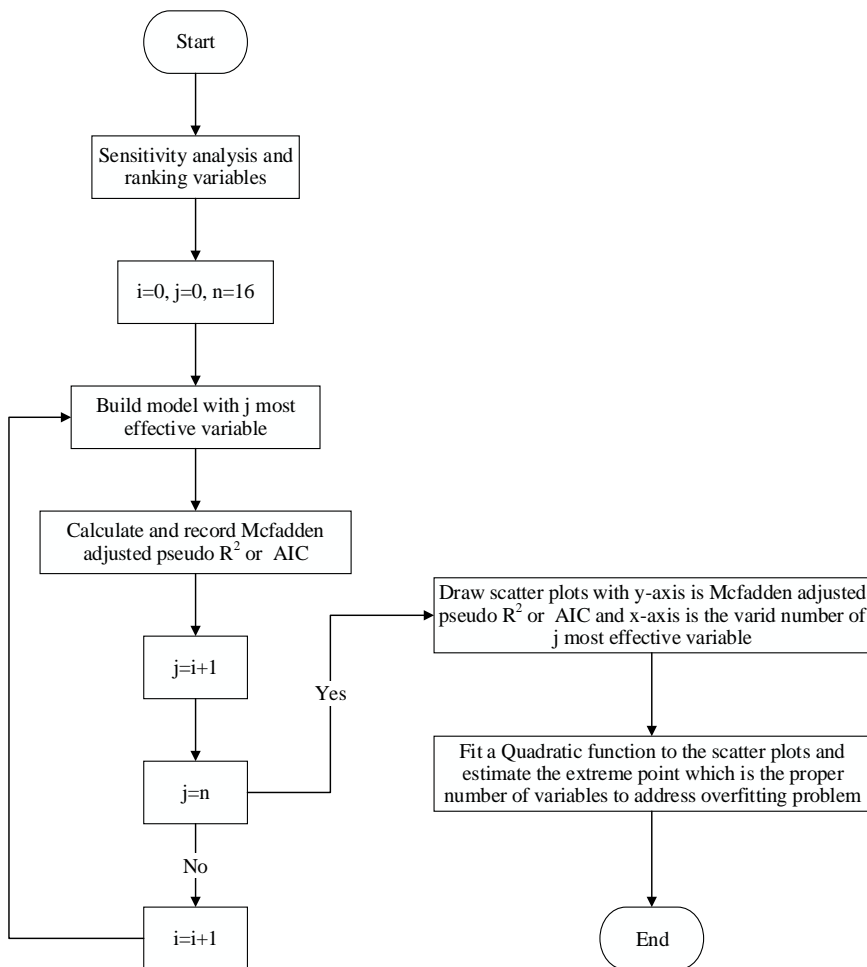 Start
Sensitivity analysis and
ranking variables
i=0, j=0, n=16
Build model with j most
effective variable
Calculate and record Mcfadden
adjusted pseudo R² or AIC
j=i+1
j=n
Yes
No
i=i+1
Draw scatter plots with y-axis is Mcfadden adjusted
pseudo R² or AIC and x-axis is the varid number of
j most effective variable
Fit a Quadratic function to the scatter plots and
estimate the extreme point which is the proper
number of variables to address overfitting problem
End